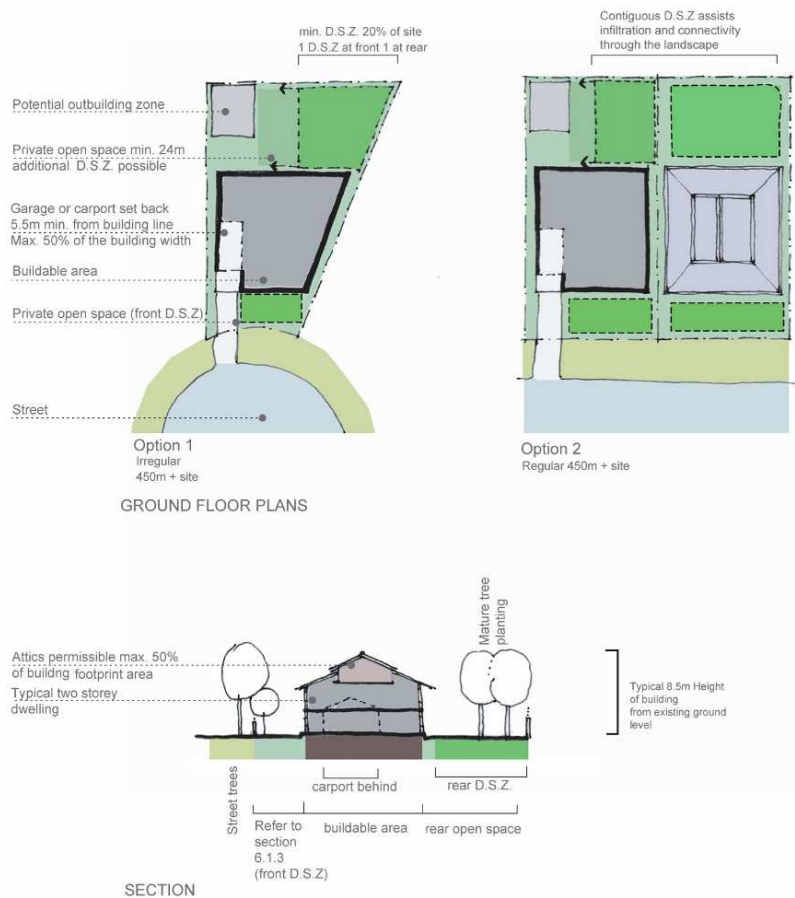 min. D.S.Z. 20% of site
1 D.S.Z at front 1 at rear
Contiguous D.S.Z assists
infiltration and connectivity
through the landscape
Potential outbuilding zone
Private open space min. 24m
additional D.S.Z. possible
Garage or carport set back
5.5m min. from building line
Max. 50% of the building width
Buildable area
Private open space (front D.S.Z)
Street
Option 1
Irregular
450m + site
Option 2
Regular 450m + site
GROUND FLOOR PLANS
Attics permissible max. 50%
of buildng footprint area
Typical two storey
dwelling
Mature tree
planting
Typical 8.5m Height
of building
from existing ground
level
Street trees
carport behind
rear D.S.Z.
Refer to
section
6.1.3
(front D.S.Z)
buildable area
rear open space
SECTION